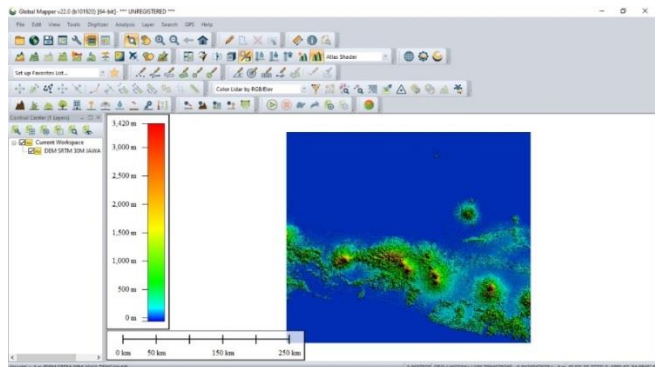 Global Mapper v22.0 (b101920) [64-bit] - *** UNREGISTERED ***
File Edit View Tools Digitizer Analysis Layer Search GPS Help
Atlas Shader
Set up Favorites List...
Color Lidar by RGB/Elev
Control Center (1 Layers)
Current Workspace
DEM SRTM 30M JAWA
3,420 m
3,000 m
2,500 m
2,000 m
1,500 m
1,000 m
500 m
0 m
0 km 50 km 150 km 250 km